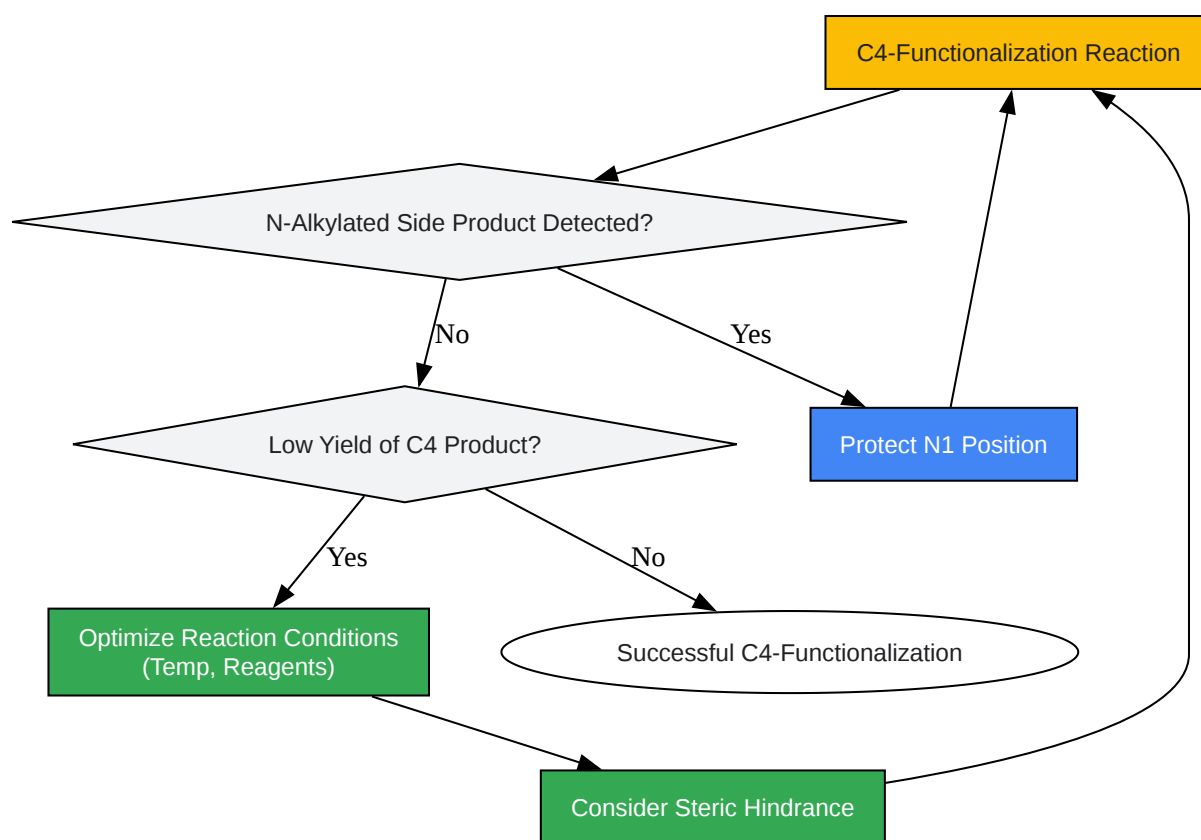 C4-Functionalization Reaction
N-Alkylated Side Product Detected?
No
Yes
Low Yield of C4 Product?
Protect N1 Position
Yes
No
Optimize Reaction Conditions
(Temp, Reagents)
Successful C4-Functionalization
Consider Steric Hindrance